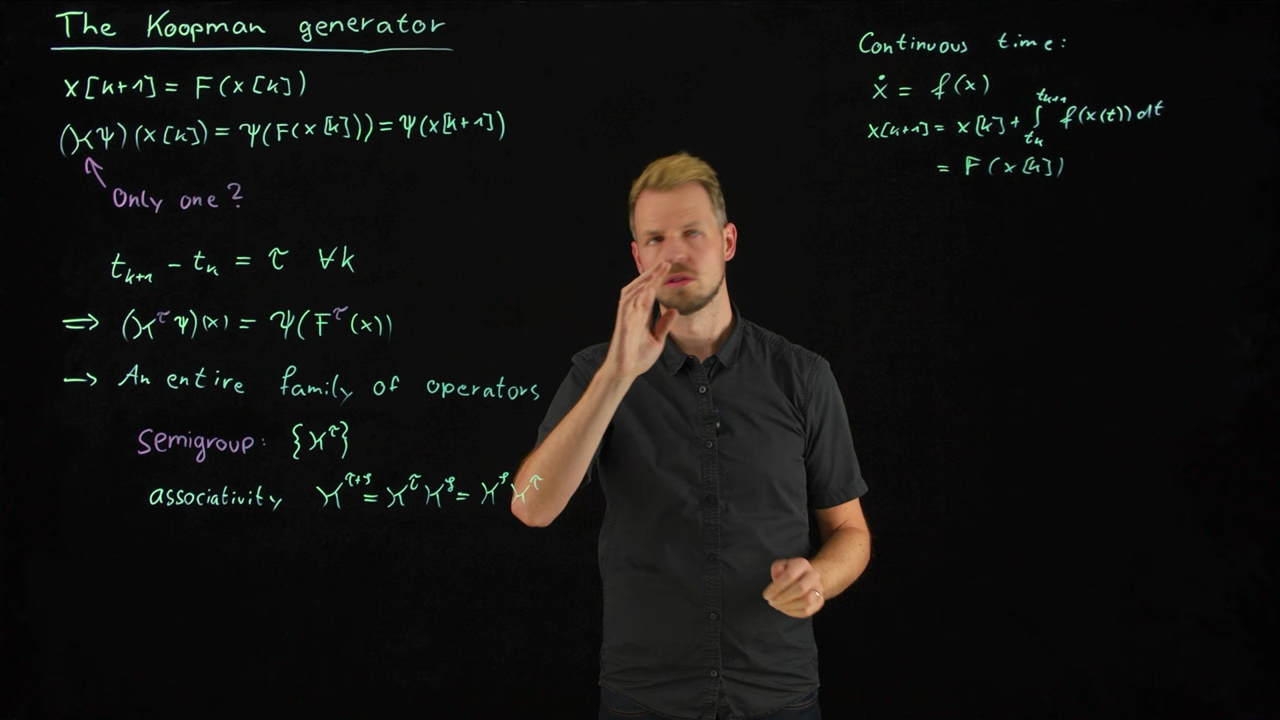 The Koopman generator
x[k+1] = F(x[k])
(𝒦ψ)(x[k]) = ψ(F(x[k])) = ψ(x[k+1])
Only one?
t_{k+1} - t_k = τ ∀k
⇒ (𝒦^τ ψ)(x) = ψ(F^τ(x))
→ An entire family of operators
Semigroup: {𝒦^τ}
associativity 𝒦^{τ+s} = 𝒦^τ 𝒦^s = 𝒦^s 𝒦^τ
Continuous time:
ẋ = f(x)
x[k+1] = x[k] + ∫_{t_k}^{t_{k+1}} f(x(t)) dt
= F(x[k])